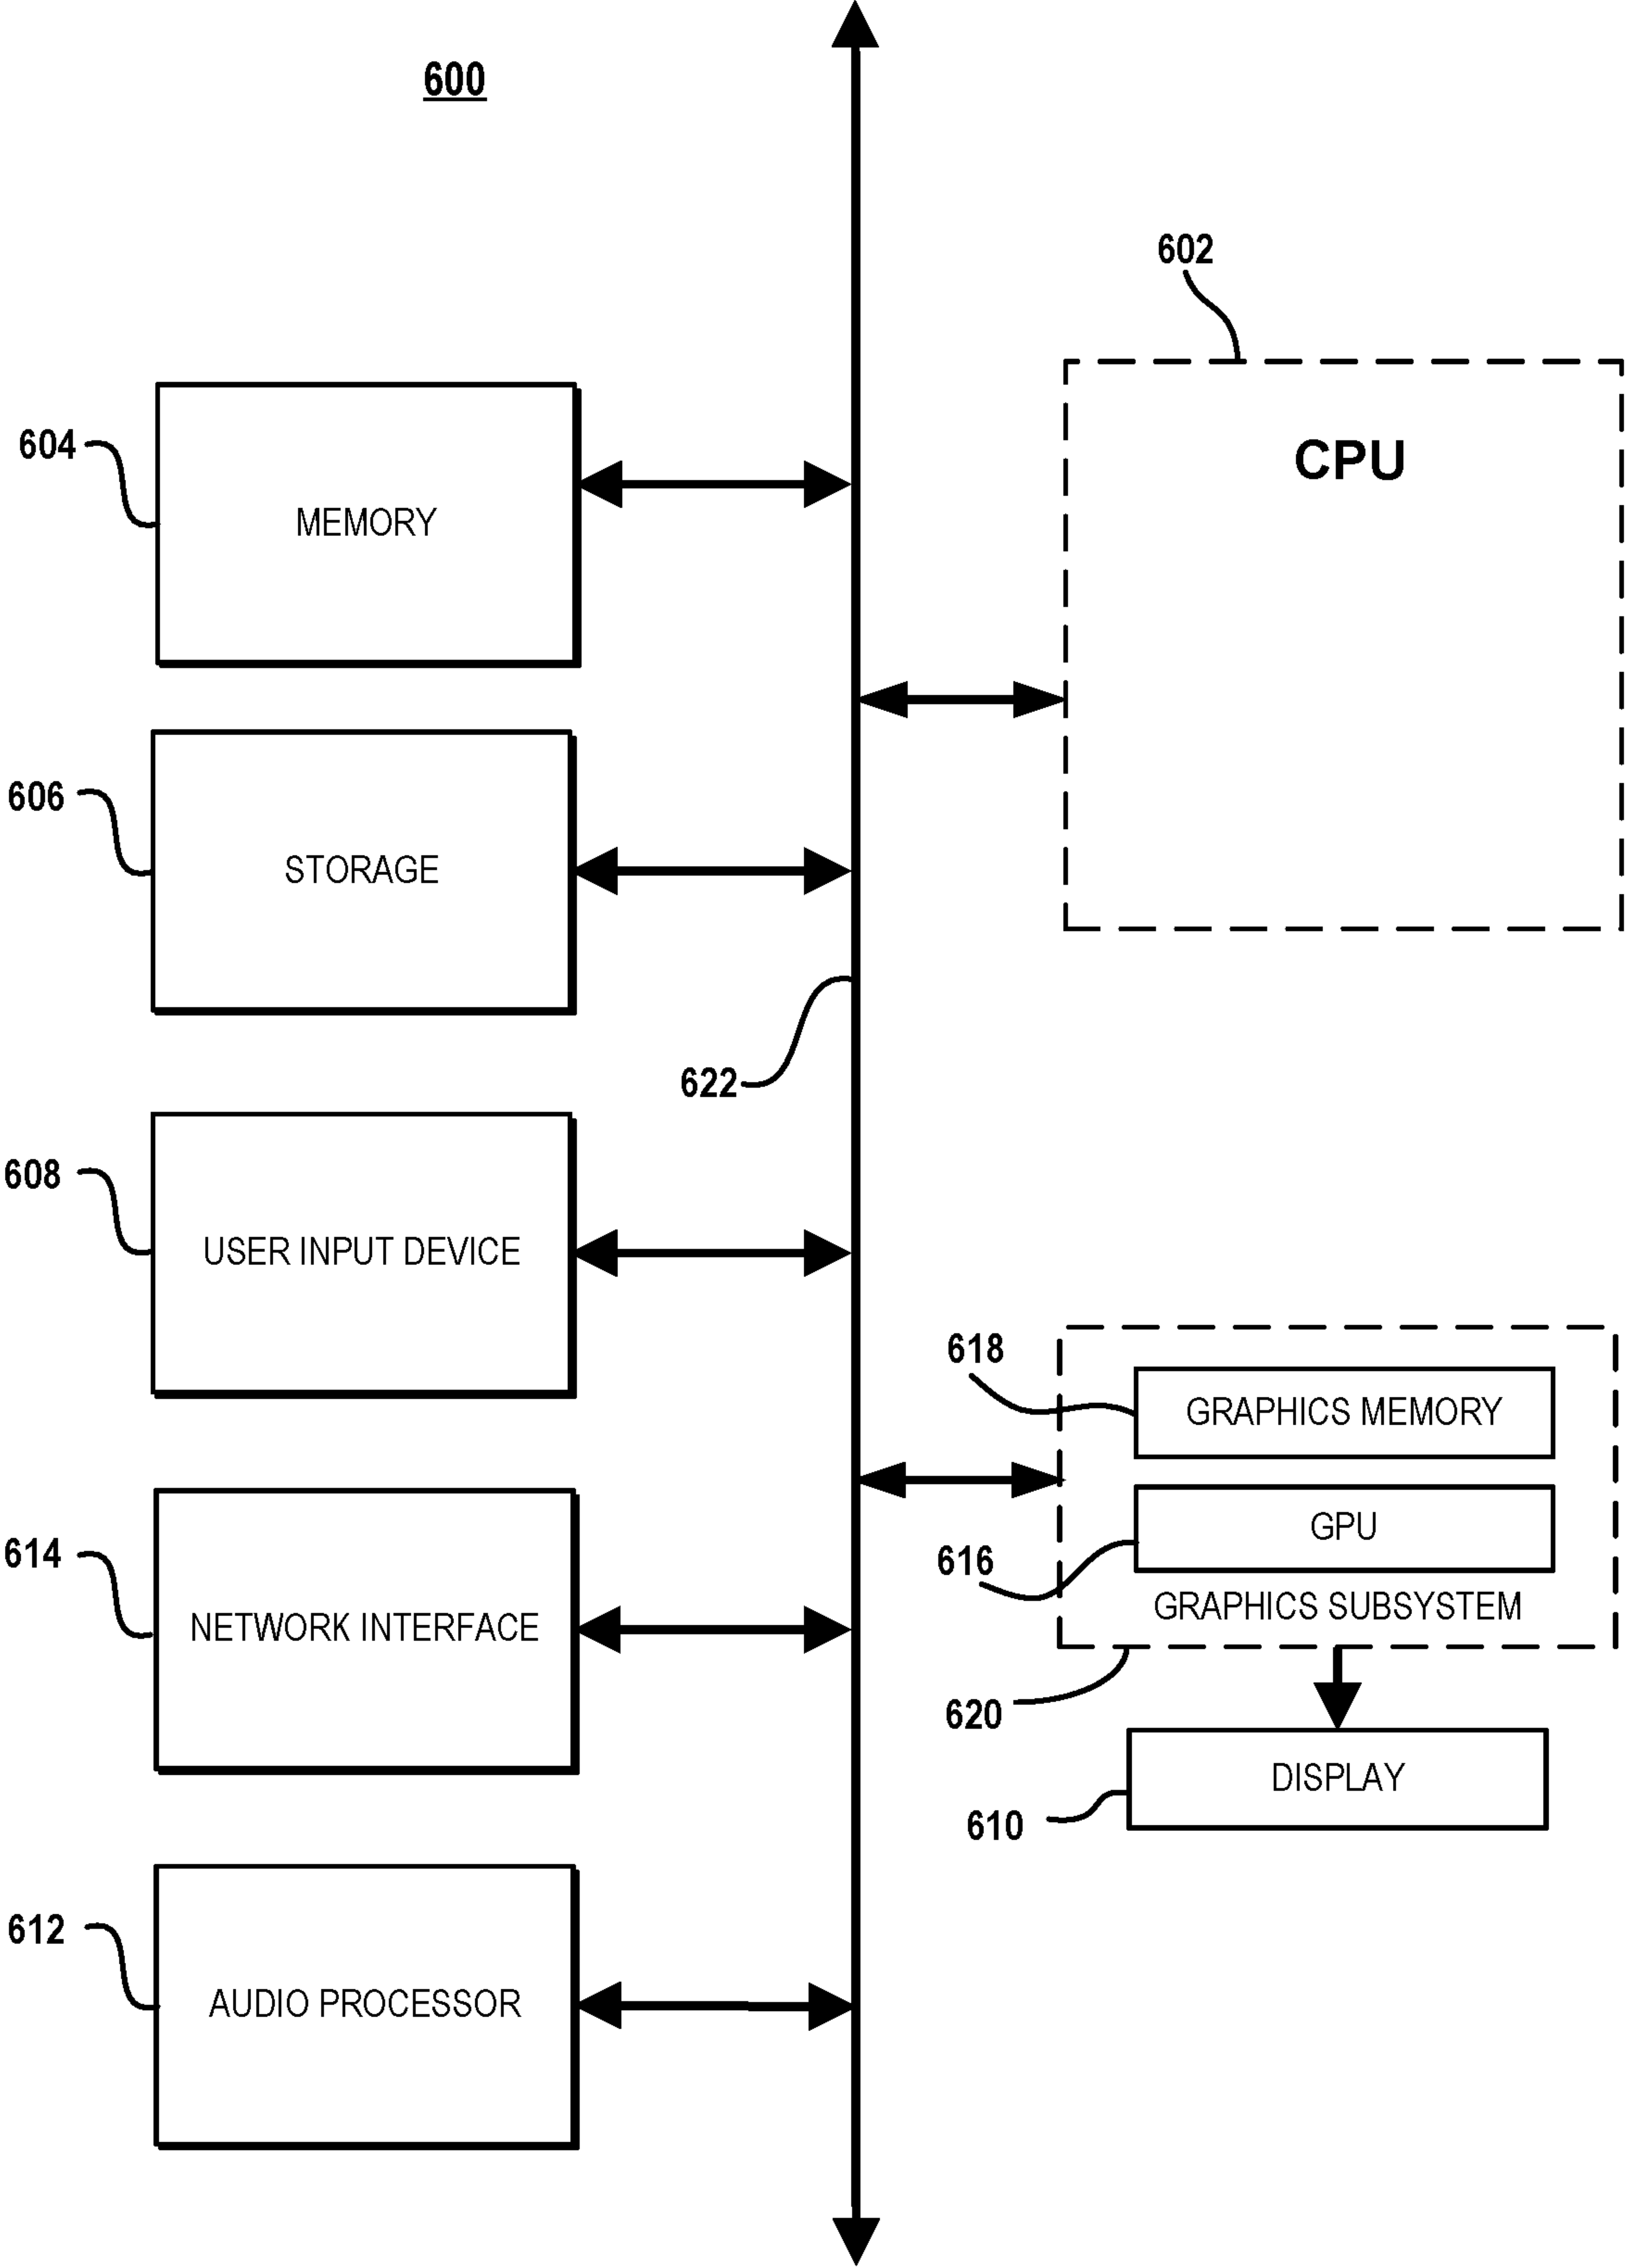 600
602
CPU
604
MEMORY
606
STORAGE
622
608
USER INPUT DEVICE
618
GRAPHICS MEMORY
616
GPU
GRAPHICS SUBSYSTEM
614
NETWORK INTERFACE
620
DISPLAY
610
612
AUDIO PROCESSOR